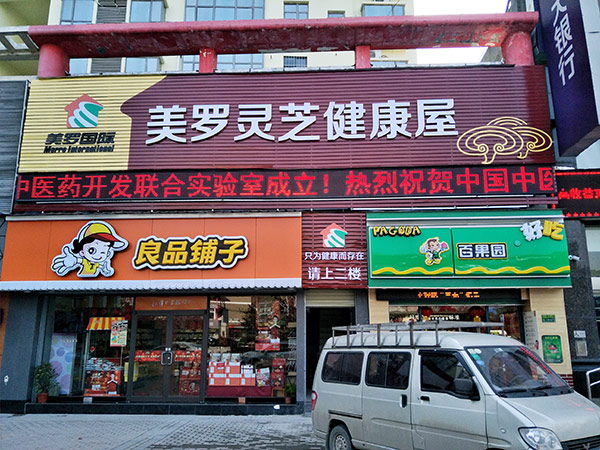 美罗国际
Merro International
美罗灵芝健康屋
中医药开发联合实验室成立！热烈祝贺中国中医
良品铺子
只为健康而存在
请上二楼
PAGODA
好吃
百果园
大银行